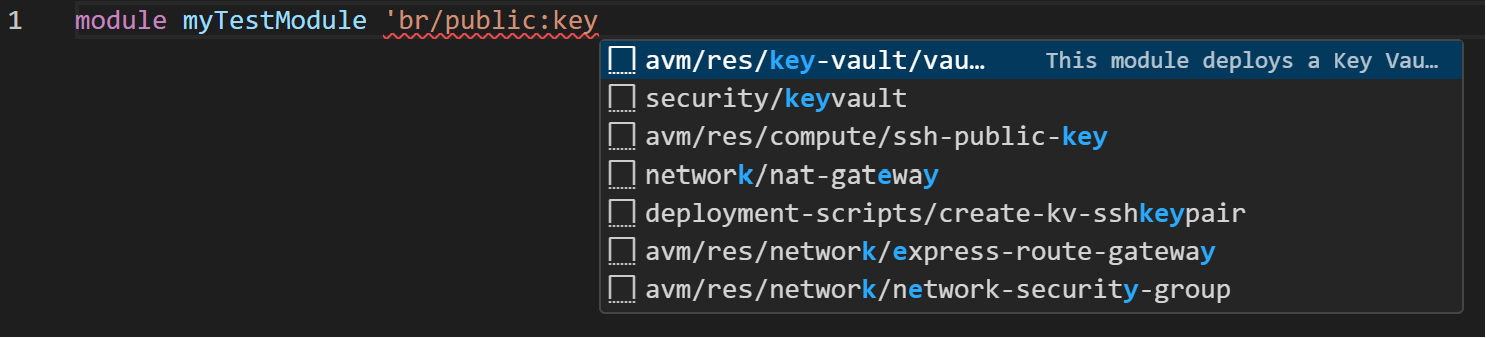 1 module myTestModule 'br/public:key
avm/res/key-vault/vau… This module deploys a Key Vau…
security/keyvault
avm/res/compute/ssh-public-key
network/nat-gateway
deployment-scripts/create-kv-sshkeypair
avm/res/network/express-route-gateway
avm/res/network/network-security-group